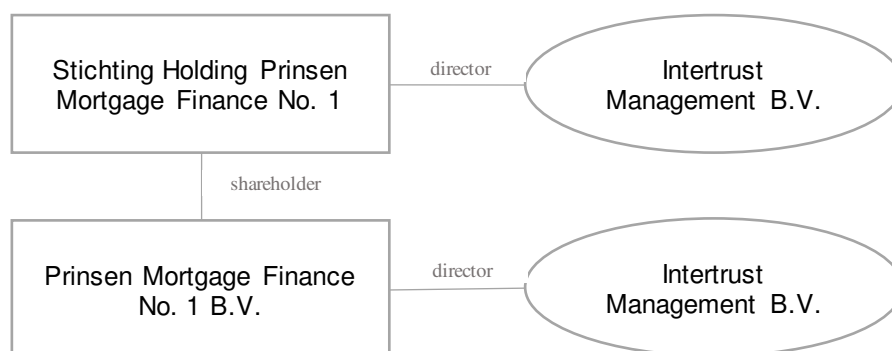 Stichting Holding Prinsen
Mortgage Finance No. 1
director
Intertrust
Management B.V.
shareholder
Prinsen Mortgage Finance
No. 1 B.V.
director
Intertrust
Management B.V.